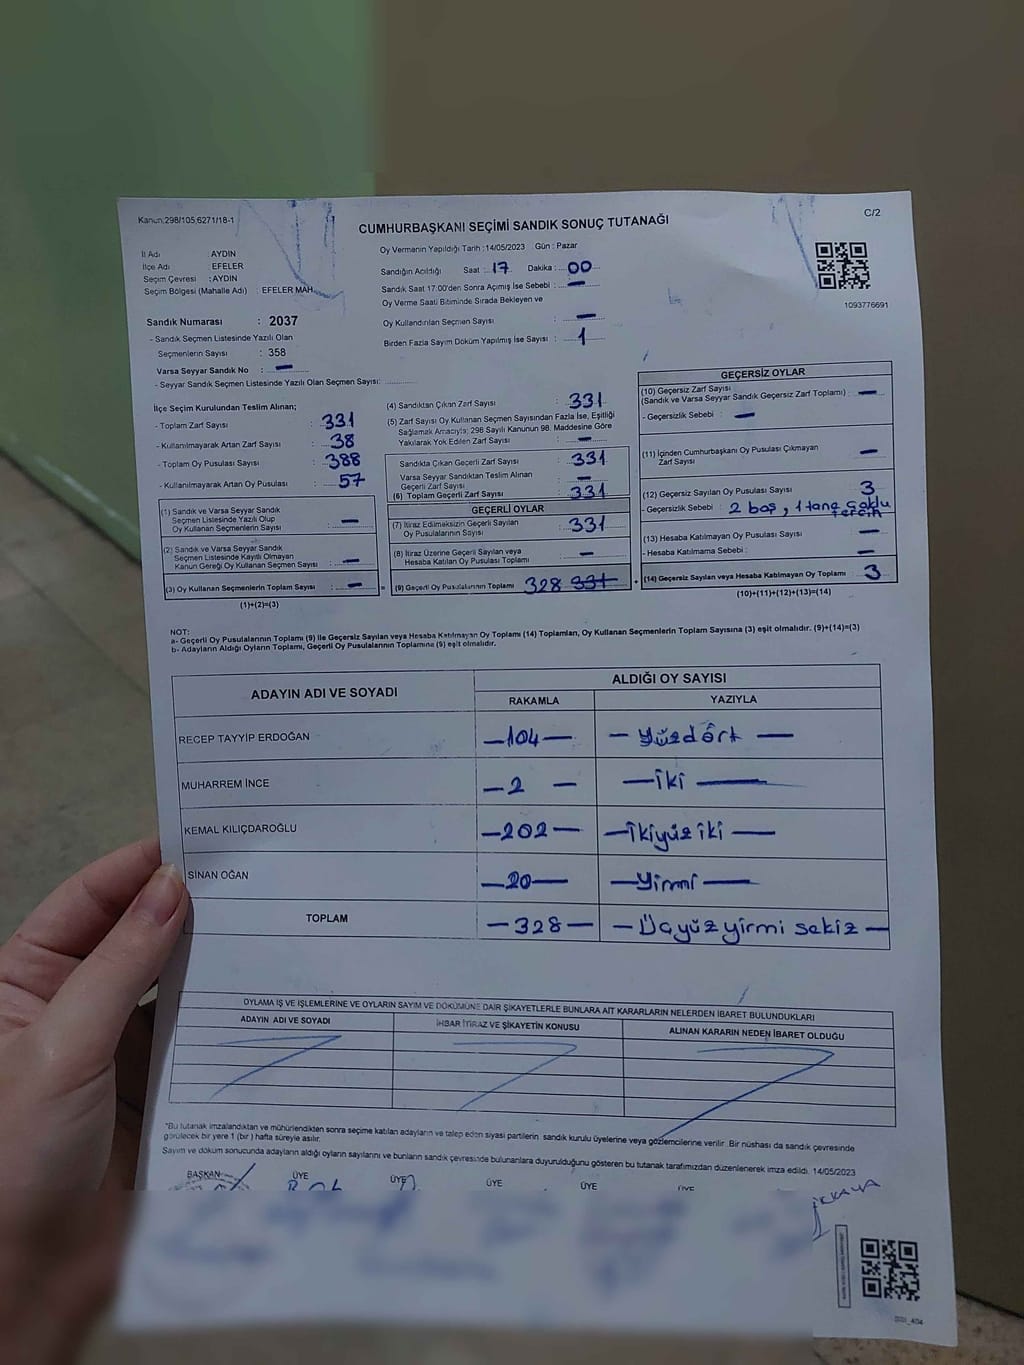 Kanun:298/105,6271/18-1
CUMHURBAŞKANI SEÇİMİ SANDIK SONUÇ TUTANAĞI
C/2
İl Adı : AYDIN
İlçe Adı : EFELER
Seçim Çevresi : AYDIN
Seçim Bölgesi (Mahalle Adı) : EFELER MAH.
Oy Vermenin Yapıldığı Tarih :14/05/2023 Gün : Pazar
Sandığın Açıldığı Saat : 17 Dakika : 00
Sandık Saat 17.00'den Sonra Açılmış İse Sebebi : —
Oy Verme Saati Bitiminde Sırada Bekleyen ve
Oy Kullandırılan Seçmen Sayısı : —
Birden Fazla Sayım Döküm Yapılmış İse Sayısı : 1
1093776691
Sandık Numarası : 2037
- Sandık Seçmen Listesinde Yazılı Olan
Seçmenlerin Sayısı : 358
Varsa Seyyar Sandık No : —
- Seyyar Sandık Seçmen Listesinde Yazılı Olan Seçmen Sayısı:
İlçe Seçim Kurulundan Teslim Alınan;
- Toplam Zarf Sayısı : 331
- Kullanılmayarak Artan Zarf Sayısı : 38
- Toplam Oy Pusulası Sayısı : 388
- Kullanılmayarak Artan Oy Pusulası : 57
(1) Sandık ve Varsa Seyyar Sandık
Seçmen Listesinde Yazılı Olup
Oy Kullanan Seçmenlerin Sayısı : —
(2) Sandık ve Varsa Seyyar Sandık
Seçmen Listesinde Kayıtlı Olmayan
Kanun Gereği Oy Kullanan Seçmen Sayısı : —
(3) Oy Kullanan Seçmenlerin Toplam Sayısı : — =
(1)+(2)=(3)
(4) Sandıktan Çıkan Zarf Sayısı : 331
(5) Zarf Sayısı Oy Kullanan Seçmen Sayısından Fazla İse, Eşitliği
Sağlamak Amacıyla; 298 Sayılı Kanunun 98. Maddesine Göre
Yakılarak Yok Edilen Zarf Sayısı : —
Sandıkta Çıkan Geçerli Zarf Sayısı : 331
Varsa Seyyar Sandıktan Teslim Alınan
Geçerli Zarf Sayısı : —
(6) Toplam Geçerli Zarf Sayısı : 331
GEÇERLİ OYLAR
(7) İtiraz Edilmeksizin Geçerli Sayılan
Oy Pusulalarının Sayısı : 331
(8) İtiraz Üzerine Geçerli Sayılan veya
Hesaba Katılan Oy Pusulası Toplamı : —
(9) Geçerli Oy Pusulalarının Toplamı 328 331 +
GEÇERSİZ OYLAR
(10) Geçersiz Zarf Sayısı
(Sandık ve Varsa Seyyar Sandık Geçersiz Zarf Toplamı) : —
- Geçersizlik Sebebi : —
(11) İçinden Cumhurbaşkanı Oy Pusulası Çıkmayan
Zarf Sayısı : —
(12) Geçersiz Sayılan Oy Pusulası Sayısı : 3
- Geçersizlik Sebebi : 2 boş, 1 tane çoklu
tercih
(13) Hesaba Katılmayan Oy Pusulası Sayısı : —
- Hesaba Katılmama Sebebi : —
(14) Geçersiz Sayılan veya Hesaba Katılmayan Oy Toplamı : 3
(10)+(11)+(12)+(13)=(14)
NOT:
a- Geçerli Oy Pusulalarının Toplamı (9) ile Geçersiz Sayılan veya Hesaba Katılmayan Oy Toplamı (14) Toplamları, Oy Kullanan Seçmenlerin Toplam Sayısına (3) eşit olmalıdır. (9)+(14)=(3)
b- Adayların Aldığı Oyların Toplamı, Geçerli Oy Pusulalarının Toplamına (9) eşit olmalıdır.
ADAYIN ADI VE SOYADI
ALDIĞI OY SAYISI
RAKAMLA YAZIYLA
RECEP TAYYİP ERDOĞAN —104— — Yüzdört —
MUHARREM İNCE —2 — —iki—
KEMAL KILIÇDAROĞLU —202— —ikiyüz iki—
SİNAN OĞAN —20— —Yirmi—
TOPLAM —328— — Üçyüz yirmi sekiz —
OYLAMA İŞ VE İŞLEMLERİNE VE OYLARIN SAYIM VE DÖKÜMÜNE DAİR ŞİKAYETLERLE BUNLARA AİT KARARLARIN NELERDEN İBARET BULUNDUKLARI
ADAYIN ADI VE SOYADI İHBAR İTİRAZ VE ŞİKAYETİN KONUSU ALINAN KARARIN NEDEN İBARET OLDUĞU
*Bu tutanak imzalandıktan ve mühürlendikten sonra seçime katılan adayların ve talep eden siyasi partilerin sandık kurulu üyelerine veya gözlemcilerine verilir. Bir nüshası da sandık çevresinde
görülecek bir yere 1 (bir) hafta süreyle asılır.
Sayım ve döküm sonucunda adayların aldığı oyların sayılarını ve bunların sandık çevresinde bulunanlara duyurulduğunu gösteren bu tutanak tarafımızdan düzenlenerek imza edildi. 14/05/2023
BAŞKAN ÜYE ÜYE ÜYE ÜYE ÜYE